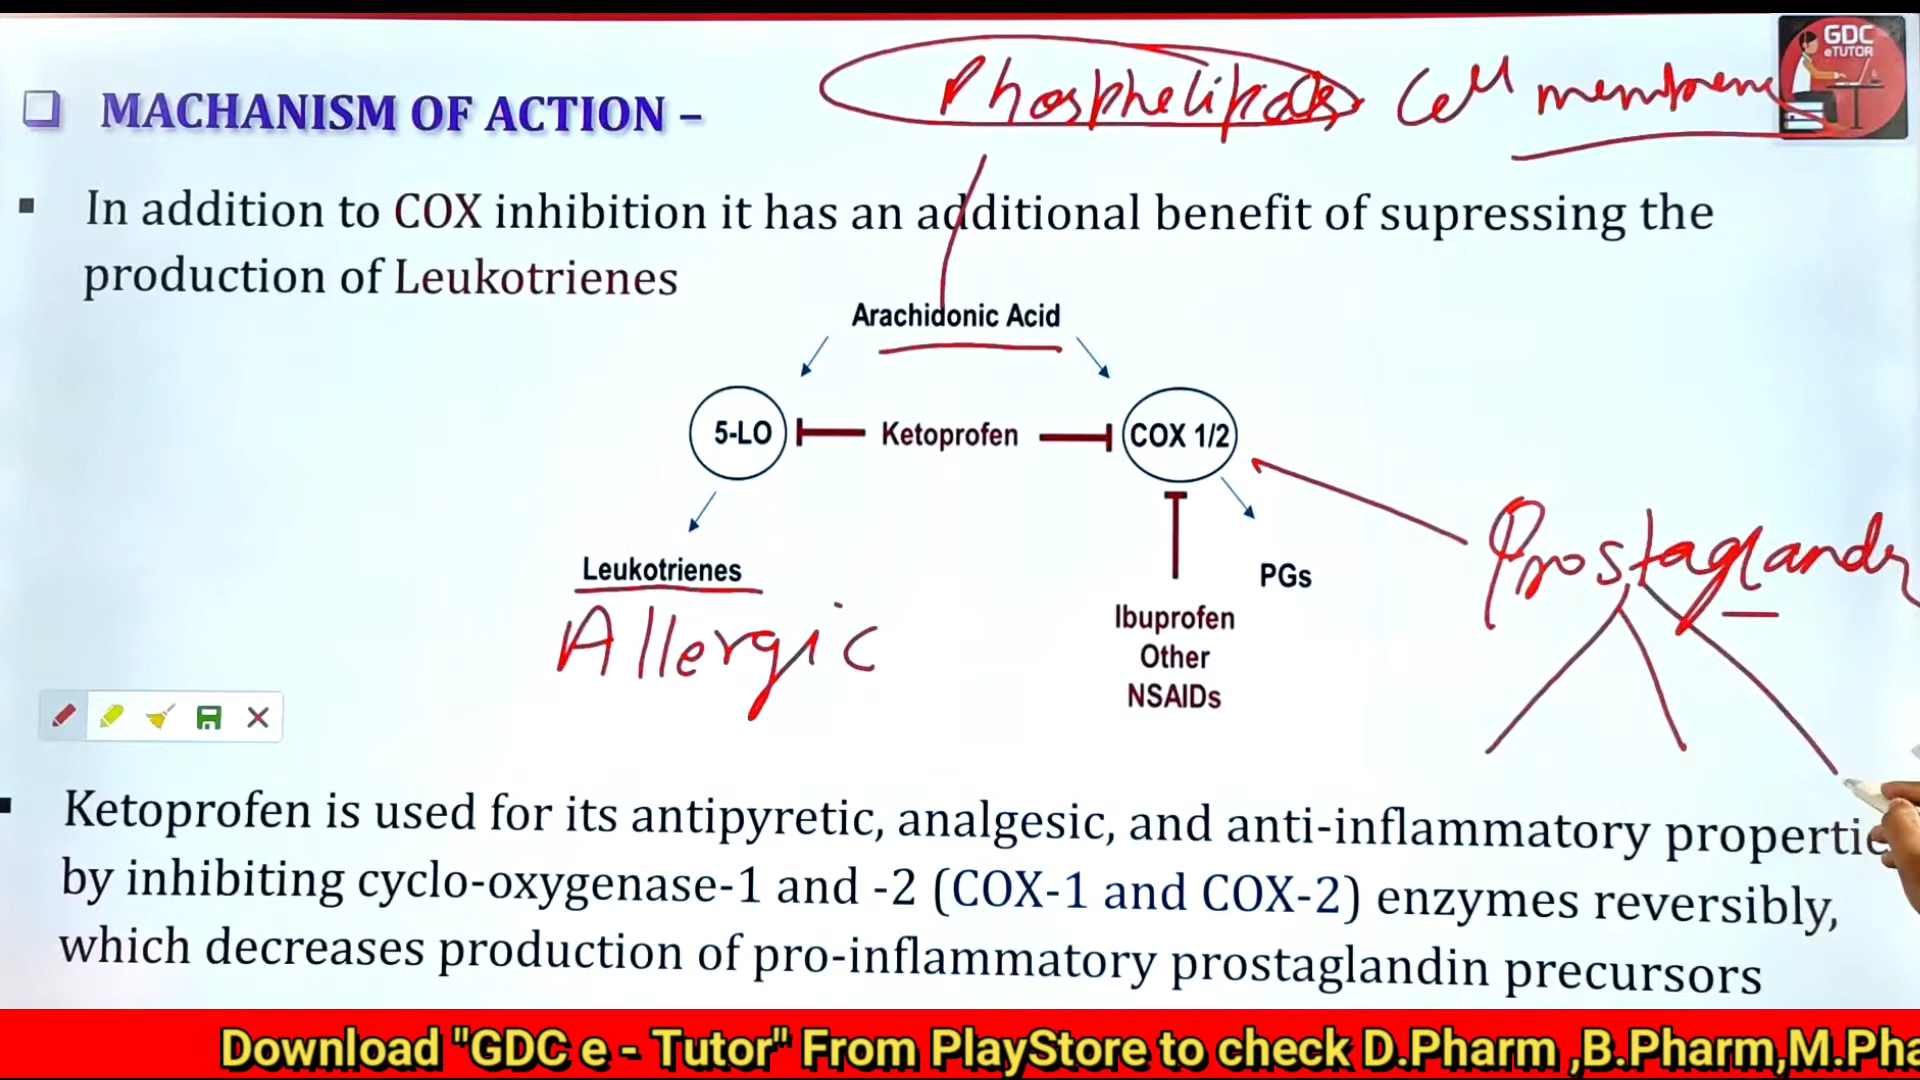 GDC
eTUTOR
Cell
❑ MACHANISM OF ACTION –
▪ In addition to COX inhibition it has an additional benefit of supressing the
production of Leukotrienes
Arachidonic Acid
5-LO Ketoprofen COX 1/2
Leukotrienes
PGs
Allergic
Ibuprofen
Other
NSAIDs
▪ Ketoprofen is used for its antipyretic, analgesic, and anti-inflammatory propertie
by inhibiting cyclo-oxygenase-1 and -2 (COX-1 and COX-2) enzymes reversibly,
which decreases production of pro-inflammatory prostaglandin precursors
Download "GDC e - Tutor" From PlayStore to check D.Pharm ,B.Pharm,M.Pha